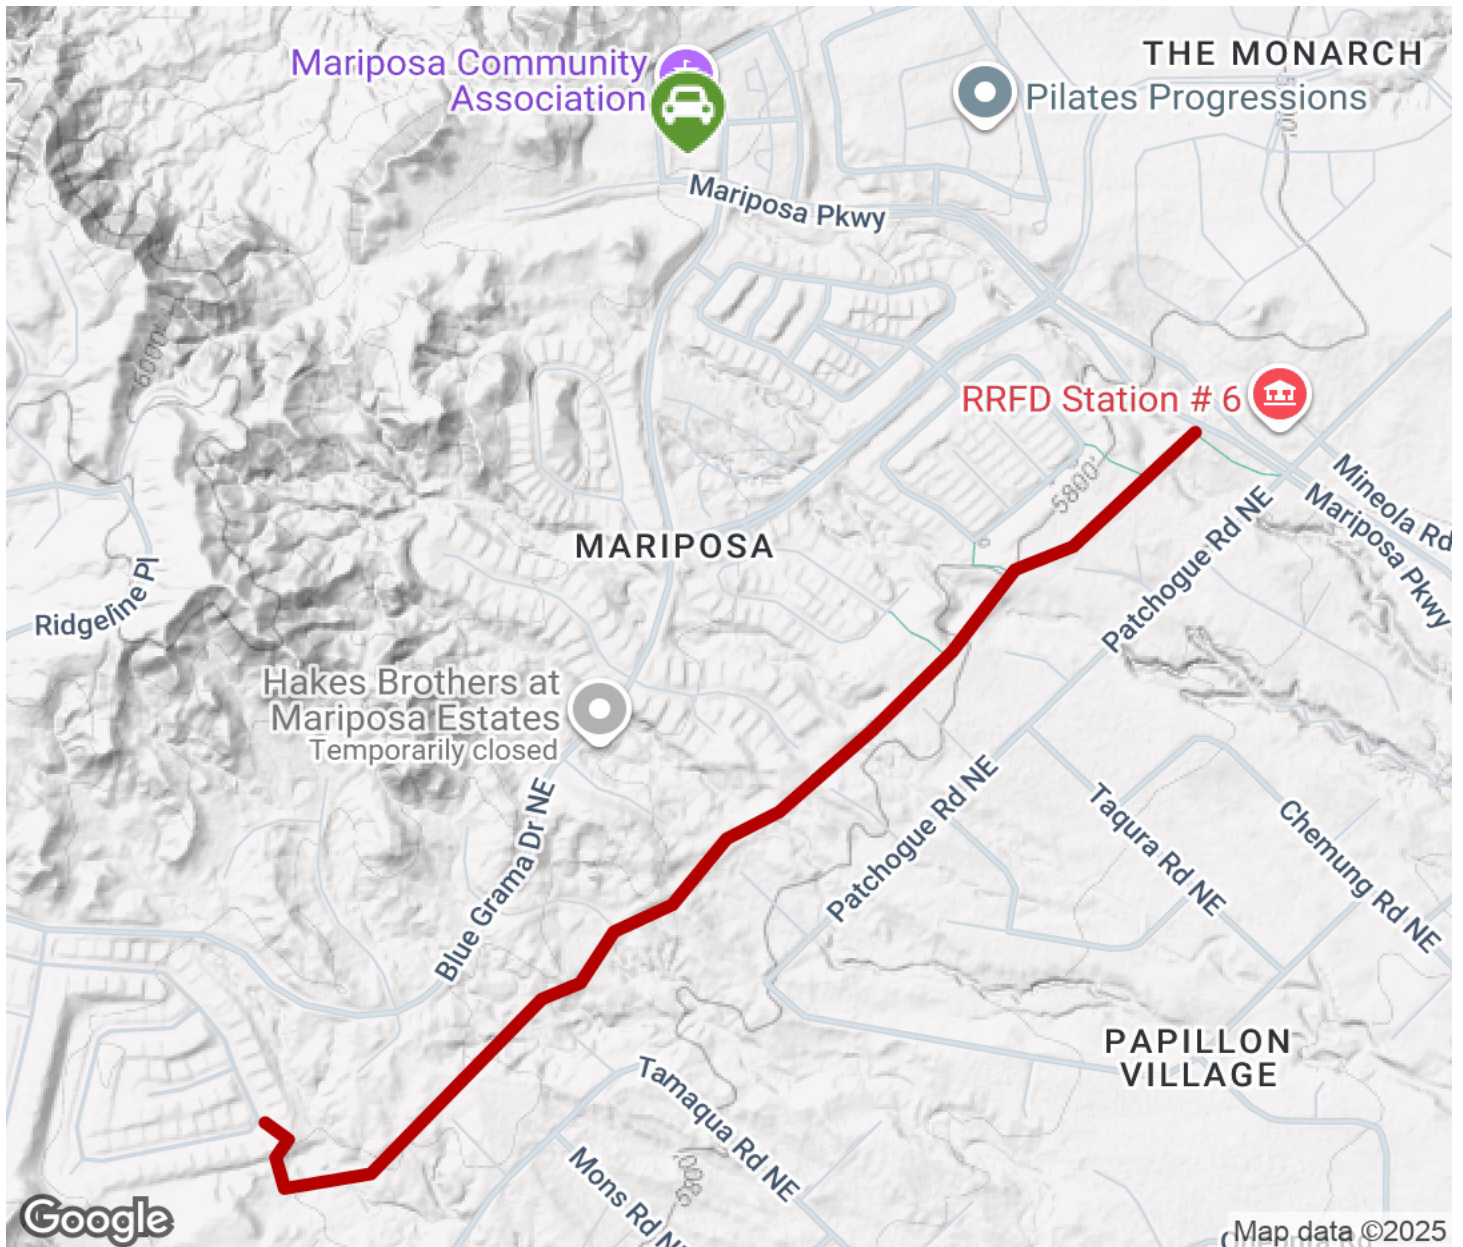 THE MONARCH
Mariposa Community
Association
Pilates Progressions
Mariposa Pkwy
6000'
RRFD Station # 6
5800'
Mineola Rd
Mariposa Pkwy
Patchogue Rd NE
MARIPOSA
Ridgeline Pl
Hakes Brothers at
Mariposa Estates
Temporarily closed
Blue Grama Dr NE
Patchogue Rd NE
Taqura Rd NE
Chemung Rd NE
PAPILLON
VILLAGE
Tamaqua Rd NE
Mons Rd NE
5800'
Google
Map data ©2025